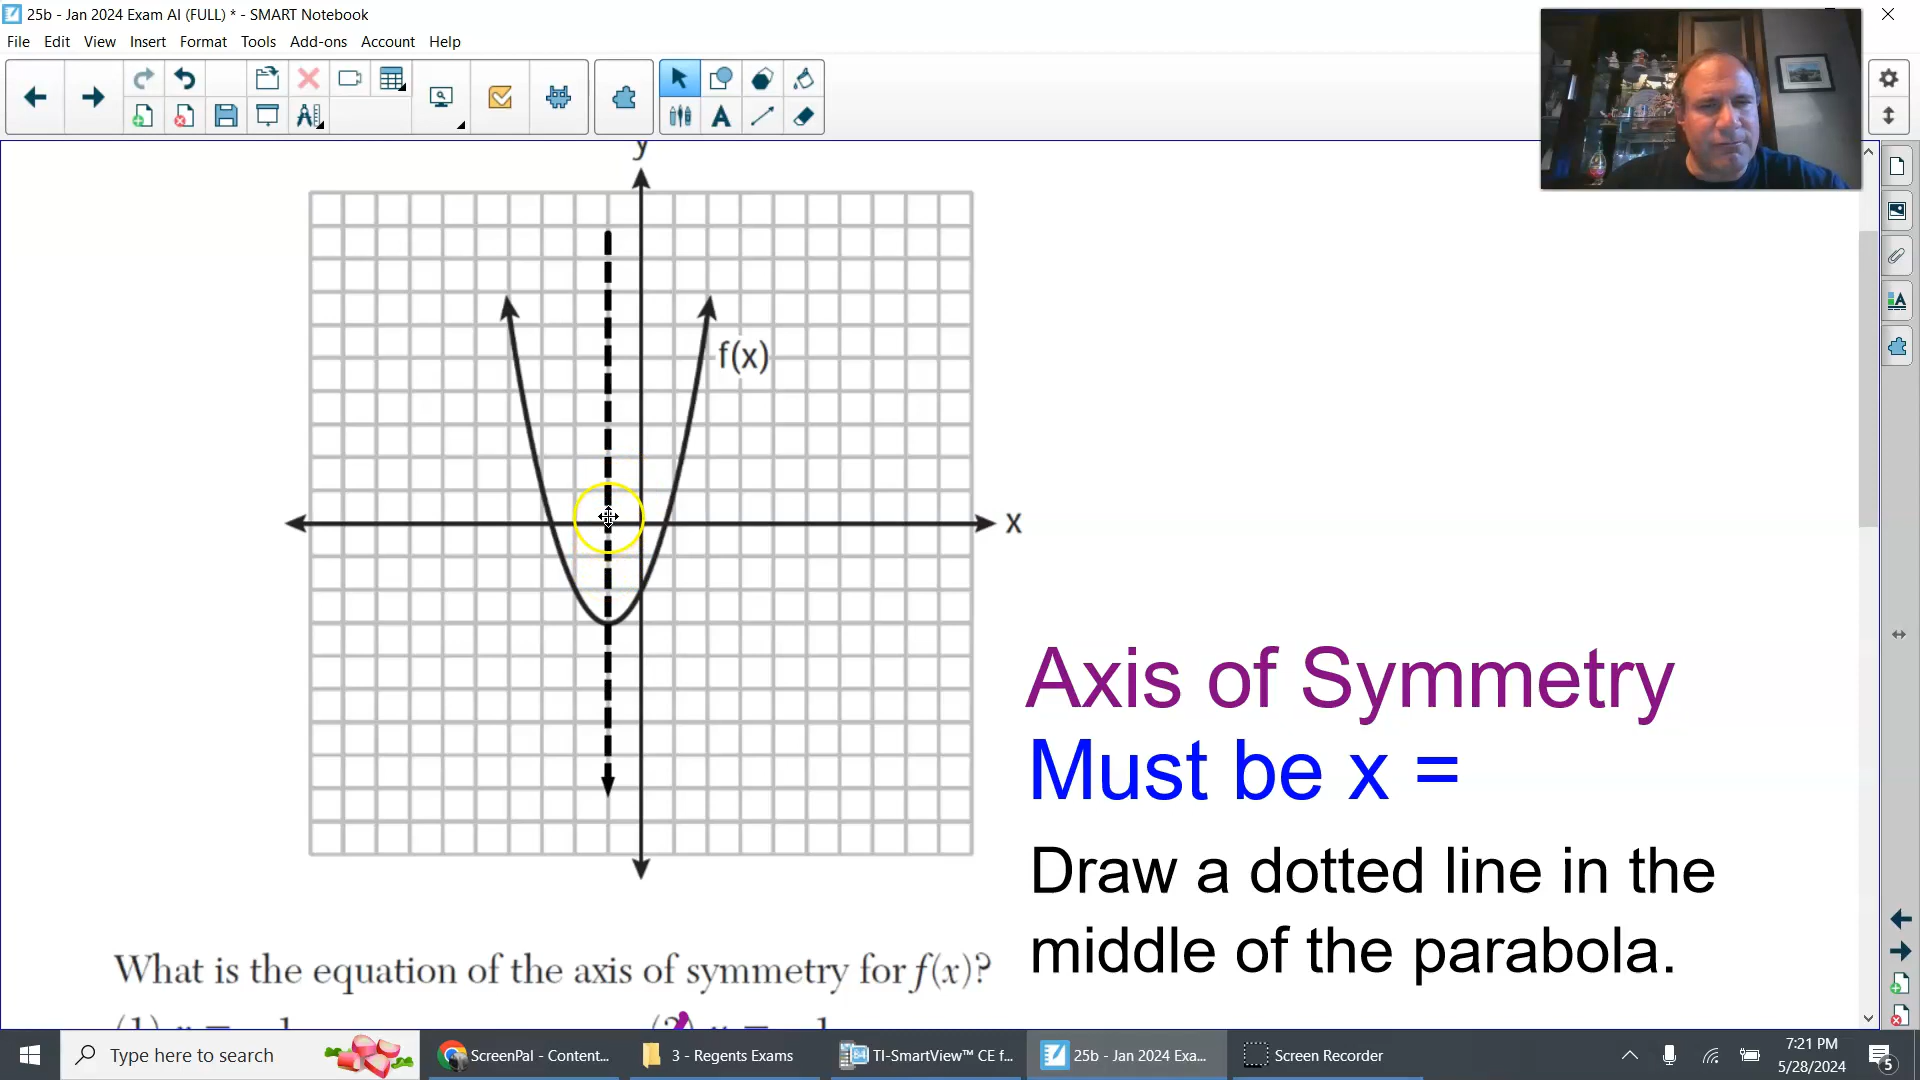 25b - Jan 2024 Exam AI (FULL) * - SMART Notebook
File Edit View Insert Format Tools Add-ons Account Help
y
f(x)
x
Axis of Symmetry
Must be x =
Draw a dotted line in the
middle of the parabola.
What is the equation of the axis of symmetry for f(x)?
Type here to search
ScreenPal - Content...
3 - Regents Exams
TI-SmartView™ CE f...
25b - Jan 2024 Exa...
Screen Recorder
7:21 PM
5/28/2024
5